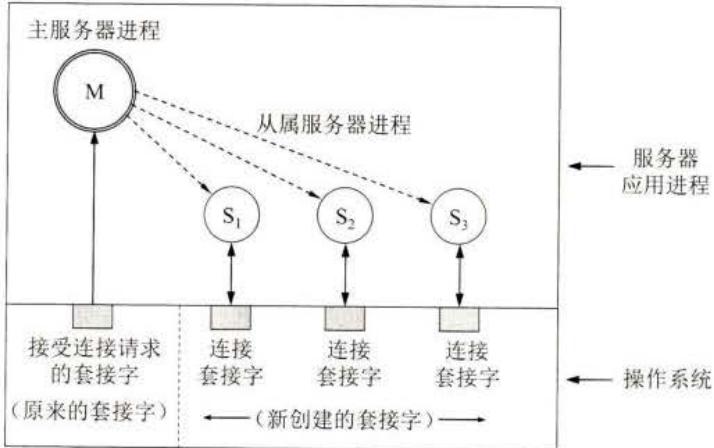 主服务器进程
M
从属服务器进程
服务器
应用进程
S₁
S₂
S₃
接受连接请求
的套接字
(原来的套接字)
连接
套接字
连接
套接字
连接
套接字
(新创建的套接字)
操作系统